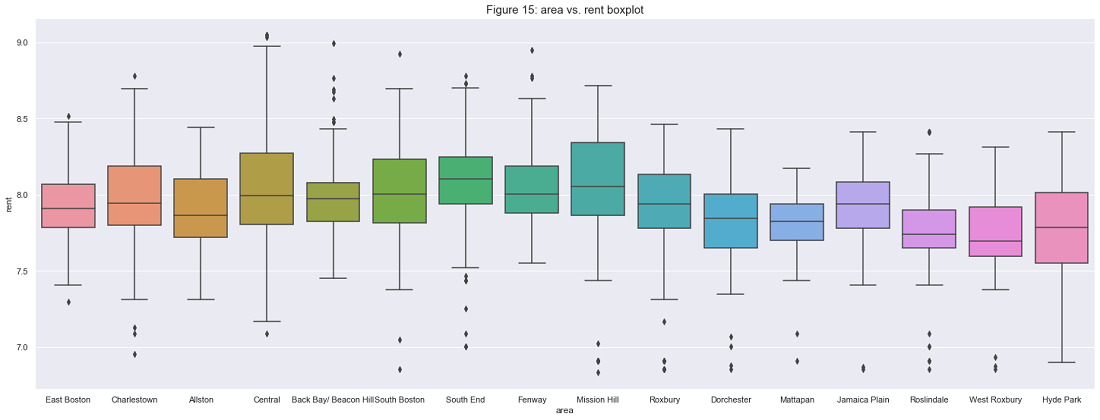 Figure 15: area vs. rent boxplot
9.0
8.5
8.0
7.5
7.0
rent
East Boston Charlestown Allston Central Back Bay/ Beacon Hill South Boston South End Fenway Mission Hill Roxbury Dorchester Mattapan Jamaica Plain Roslindale West Roxbury Hyde Park
area